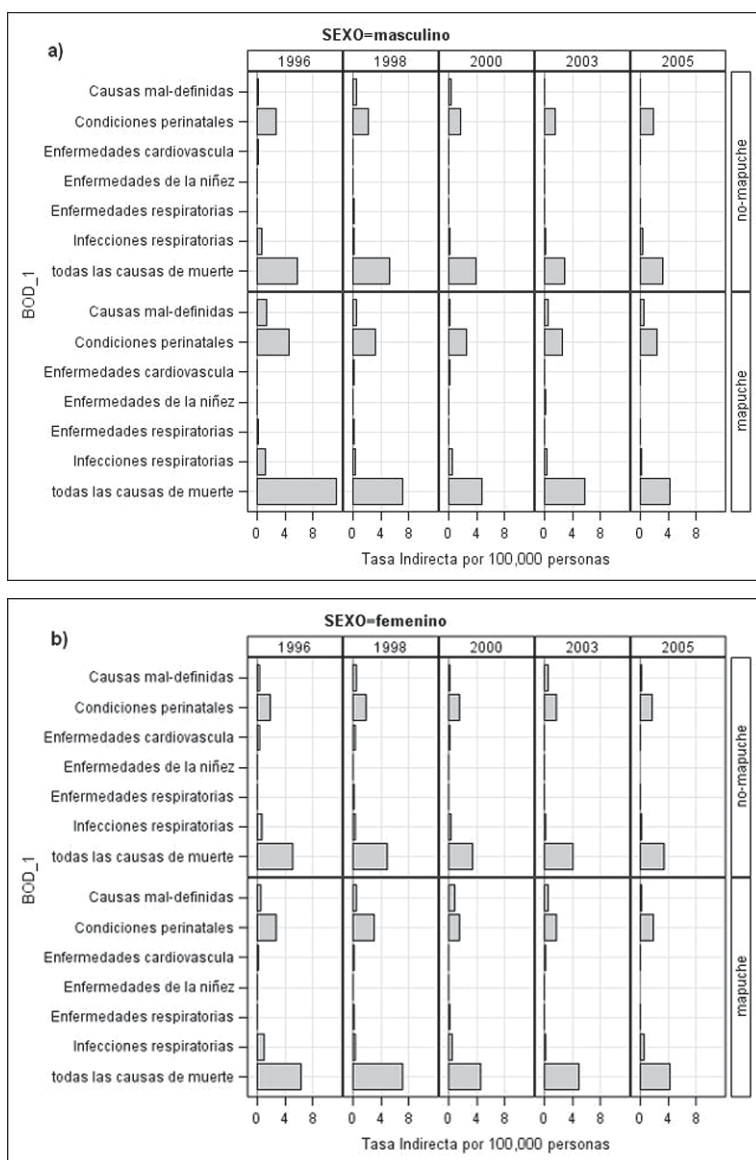 SEXO=masculino
a)
1996 1998 2000 2003 2005
Causas mal-definidas
Condiciones perinatales
Enfermedades cardiovascula
Enfermedades de la niñez
Enfermedades respiratorias
Infecciones respiratorias
todas las causas de muerte
no-mapuche
BOD_1
Causas mal-definidas
Condiciones perinatales
Enfermedades cardiovascula
Enfermedades de la niñez
Enfermedades respiratorias
Infecciones respiratorias
todas las causas de muerte
mapuche
0 4 8 0 4 8 0 4 8 0 4 8 0 4 8
Tasa Indirecta por 100,000 personas
SEXO=femenino
b)
1996 1998 2000 2003 2005
Causas mal-definidas
Condiciones perinatales
Enfermedades cardiovascula
Enfermedades de la niñez
Enfermedades respiratorias
Infecciones respiratorias
todas las causas de muerte
no-mapuche
BOD_1
Causas mal-definidas
Condiciones perinatales
Enfermedades cardiovascula
Enfermedades de la niñez
Enfermedades respiratorias
Infecciones respiratorias
todas las causas de muerte
mapuche
0 4 8 0 4 8 0 4 8 0 4 8 0 4 8
Tasa Indirecta por 100,000 personas